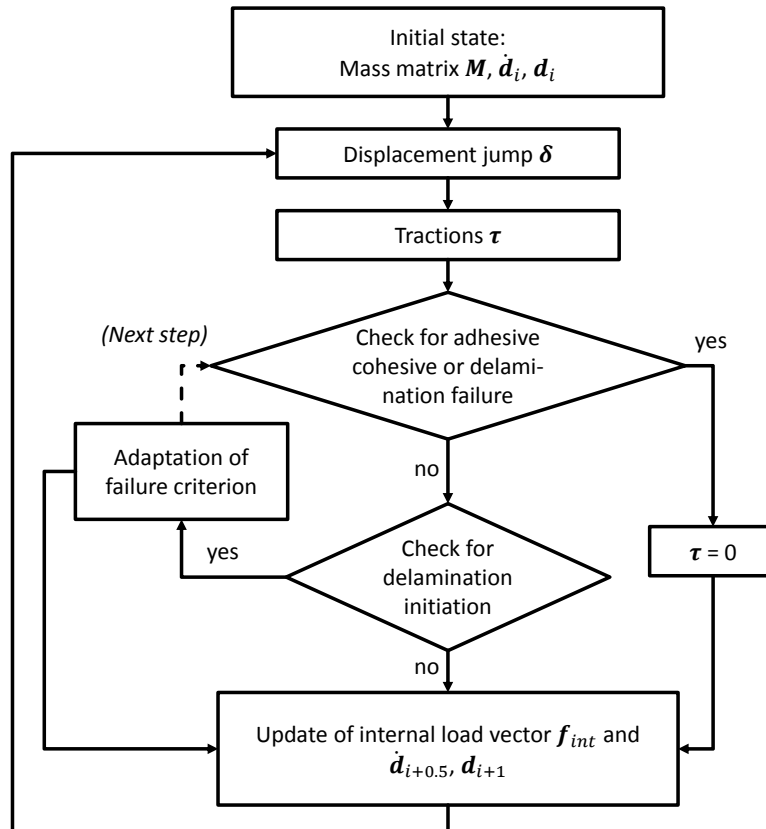 Initial state:
Mass matrix M, ḋ_i, d_i
Displacement jump δ
Tractions τ
(Next step)
Check for adhesive
cohesive or delami-
nation failure
yes
Adaptation of
failure criterion
no
yes
Check for
delamination
initiation
τ = 0
no
Update of internal load vector f_int and
ḋ_{i+0.5}, d_{i+1}